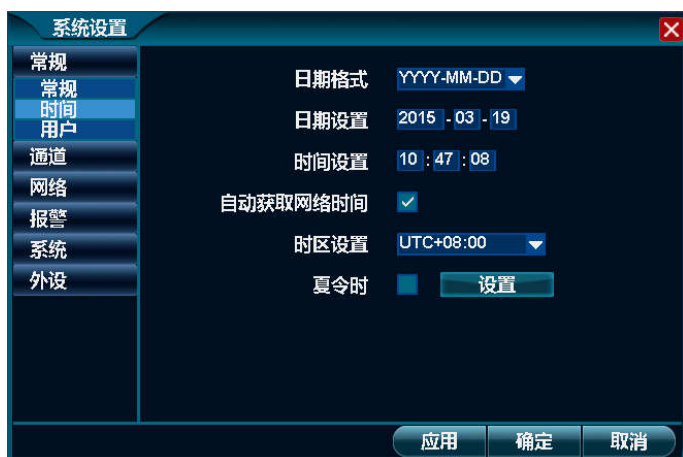 系统设置
常规
常规
时间
用户
通道
网络
报警
系统
外设
日期格式 YYYY-MM-DD
日期设置 2015 - 03 - 19
时间设置 10 : 47 : 08
自动获取网络时间
时区设置 UTC+08:00
夏令时 设置
应用 确定 取消